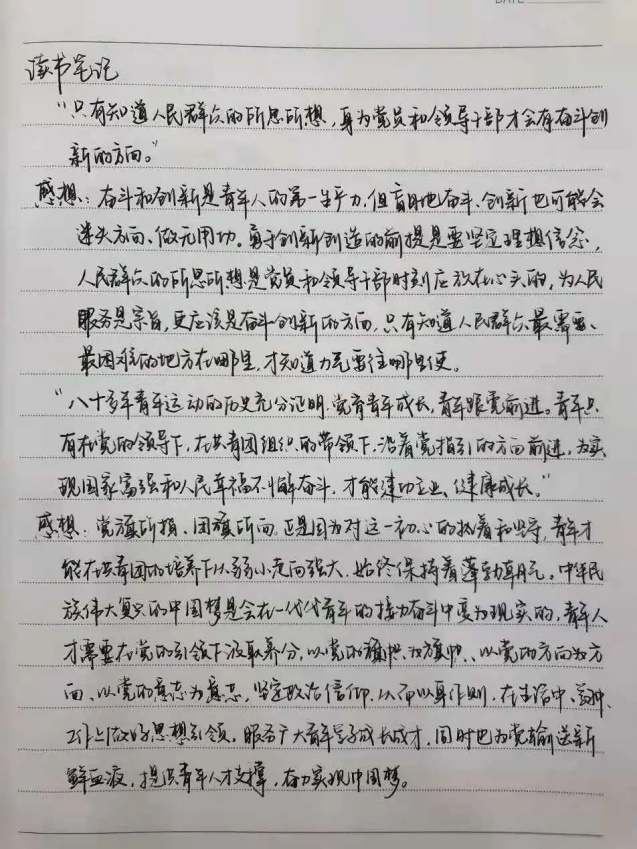 DATE
读书笔记
“只有知道人民群众的所思所想，身为党员和领导干部才会有奋斗创
新的方向。”
感想：奋斗和创新是青年人的第一生产力，但盲目地奋斗、创新也可能会
迷失方向、做无用功。勇于创新创造的前提是要坚定理想信念，
人民群众的所思所想是党员和领导干部时刻应放在心头的，为人民
服务是宗旨，更应该是奋斗创新的方向，只有知道人民群众最需要、
最困难的地方在哪里，才知道力气要往哪里使。
“八十多年青年运动的历史充分证明，党育青年成长，青年跟党前进。青年只
有在党的领导下，在共青团组织的带领下，沿着党指引的方向前进，为实
现国家富强和人民幸福不懈奋斗，才能建功立业、健康成长。”
感想：党旗所指、团旗所向。正是因为对这一初心的执着和坚守，青年才
能在共青团的培养下从弱小走向强大，始终保持着蓬勃朝气。中华民
族伟大复兴的中国梦是会在一代代青年的接力奋斗中变为现实的，青年人
才需要在党的引领下汲取养分，以党的旗帜为旗帜、以党的方向为方
向、以党的意志为意志，坚定政治信仰，从而以身作则，在生活中、
工作上做好思想引领，服务广大青年学子成长成才，同时也为党输送新
鲜血液，提供青年人才支撑，奋力实现中国梦。